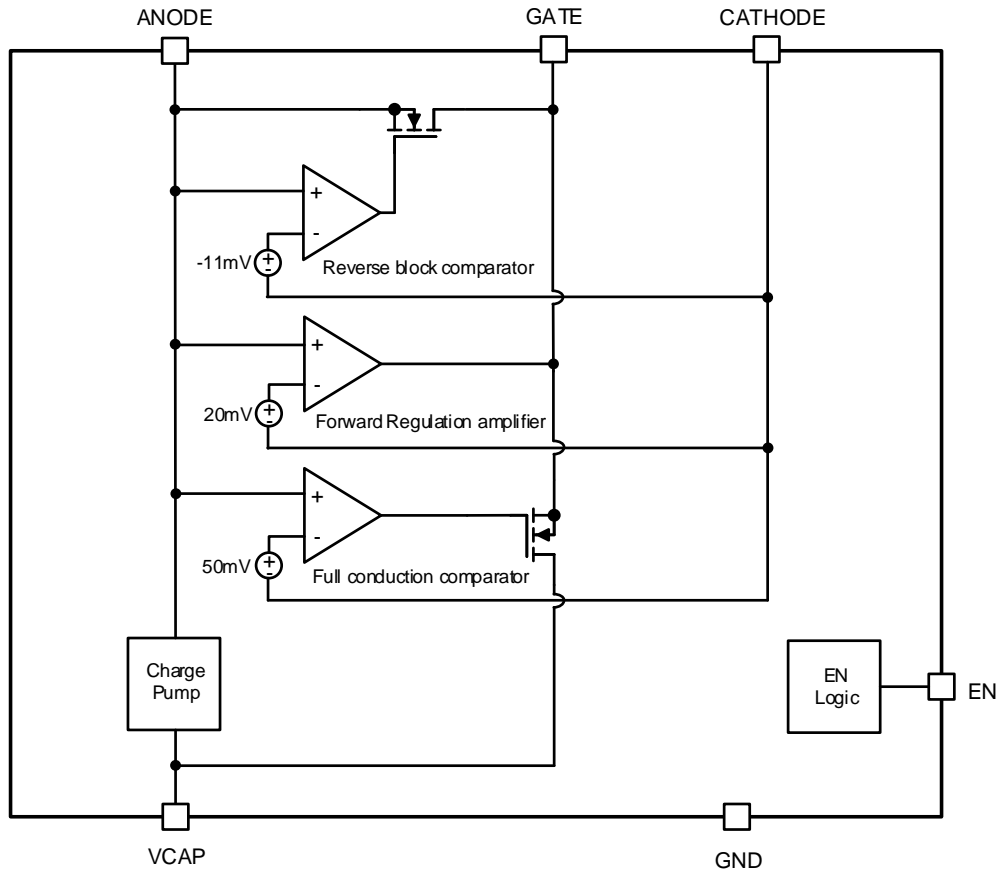 ANODE
GATE
CATHODE
+
-
-11mV
+
-
Reverse block comparator
+
-
20mV
+
-
Forward Regulation amplifier
+
-
50mV
+
-
Full conduction comparator
Charge
Pump
EN
Logic
EN
VCAP
GND